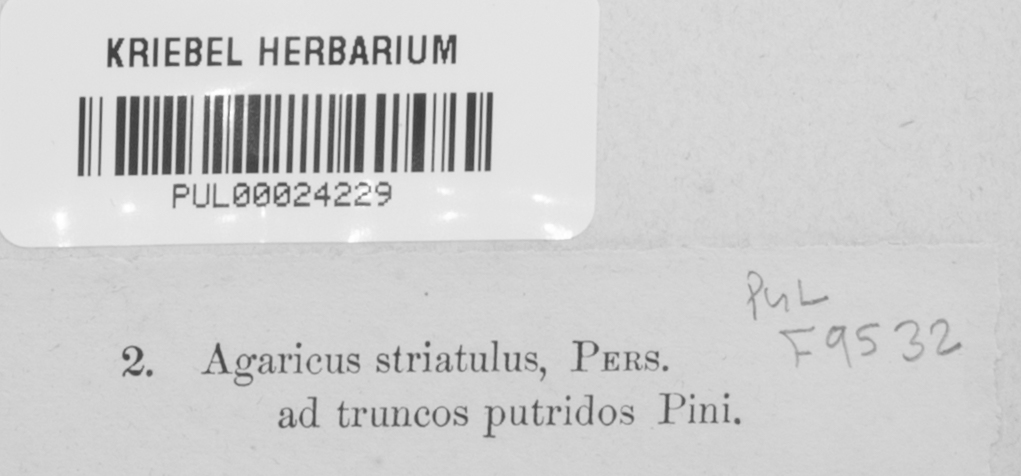 KRIEBEL HERBARIUM
PUL00024229
PUL
F9532
2. Agaricus striatulus, PERS.
ad truncos putridos Pini.